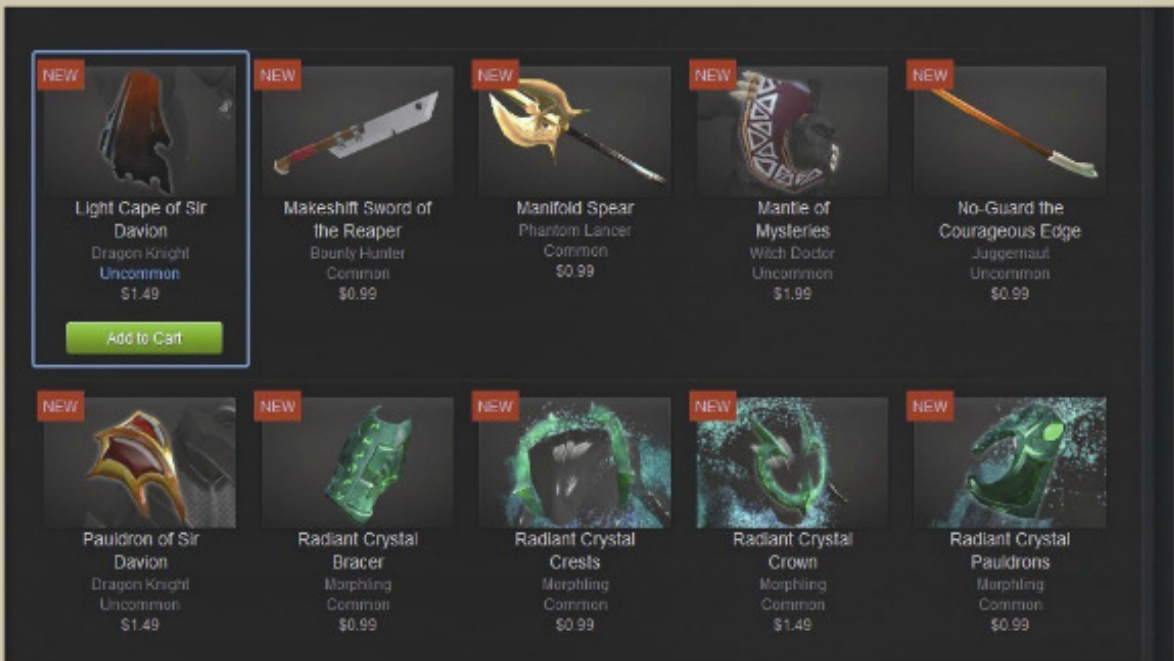 NEW
Light Cape of Sir
Davion
Dragon Knight
Uncommon
$1.49
Add to Cart
NEW
Makeshift Sword of
the Reaper
Bounty Hunter
Common
$0.99
NEW
Manifold Spear
Phantom Lancer
Common
$0.99
NEW
Mantle of
Mysteries
Witch Doctor
Uncommon
$1.99
NEW
No-Guard the
Courageous Edge
Juggernaut
Uncommon
$0.99
NEW
Pauldron of Sir
Davion
Dragon Knight
Uncommon
$1.49
NEW
Radiant Crystal
Bracer
Morphling
Common
$0.99
NEW
Radiant Crystal
Crests
Morphling
Common
$0.99
NEW
Radiant Crystal
Crown
Morphling
Common
$1.49
NEW
Radiant Crystal
Pauldrons
Morphling
Common
$0.99